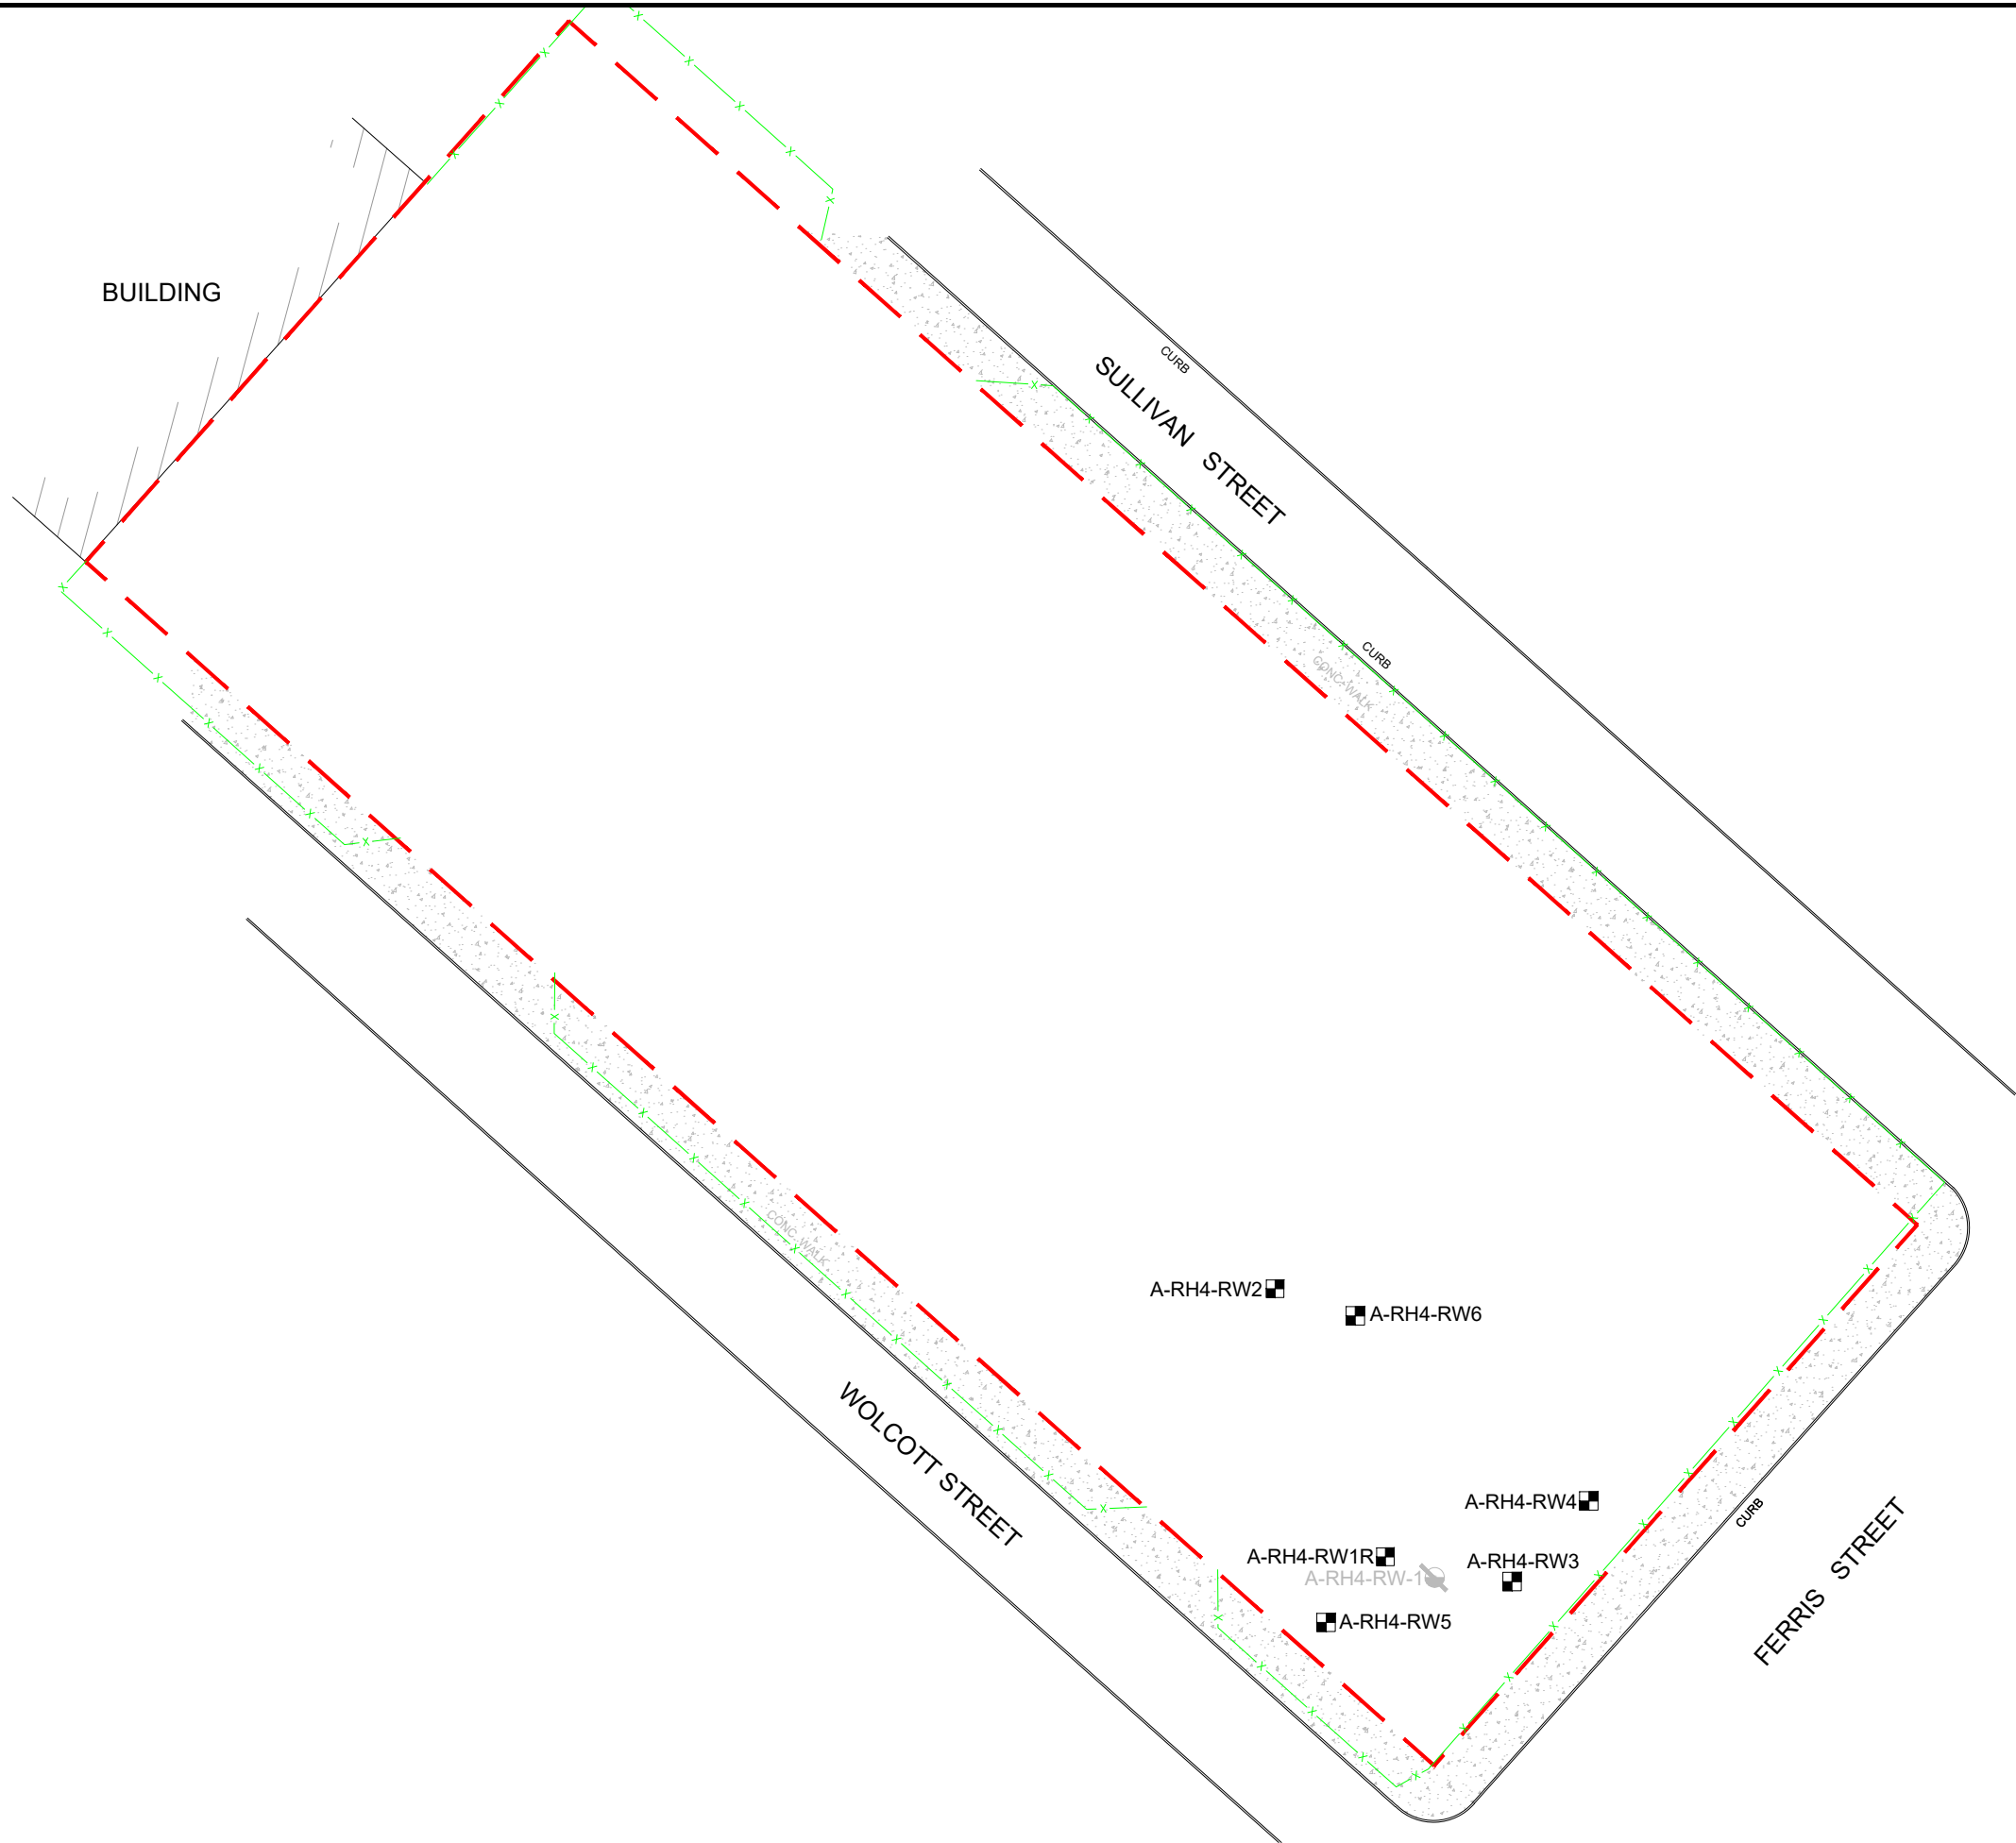 BUILDING
CURB
SULLIVAN STREET
CURB
CONC. WALK
CONC. WALK
A-RH4-RW2
A-RH4-RW6
WOLCOTT STREET
A-RH4-RW4
CURB
A-RH4-RW1R
A-RH4-RW3
A-RH4-RW-1
FERRIS STREET
A-RH4-RW5